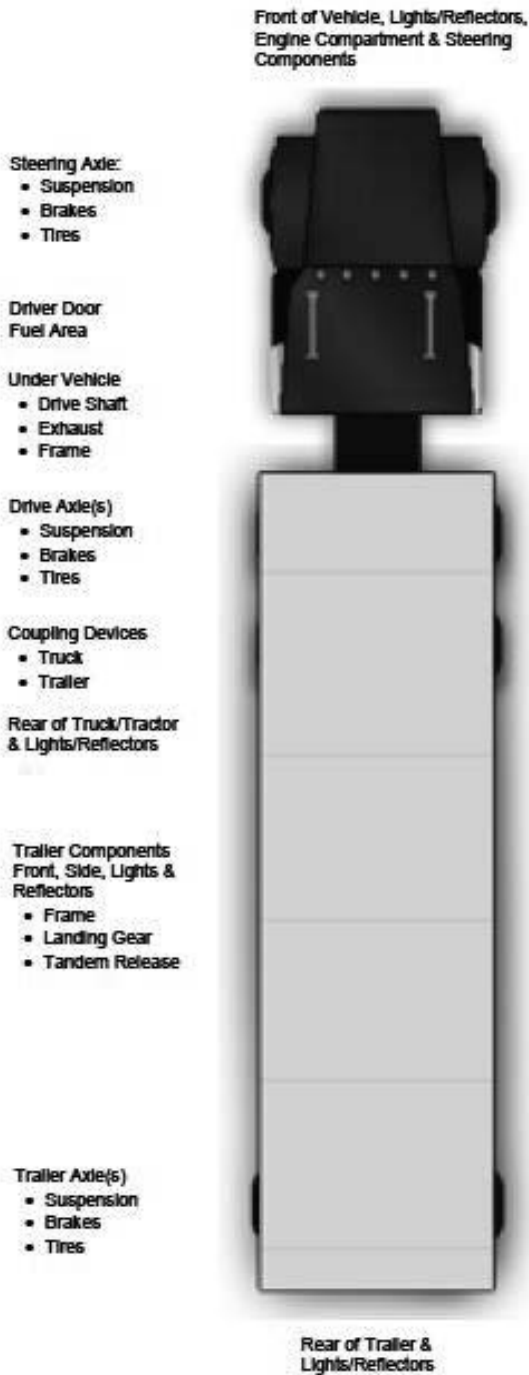 Front of Vehicle, Lights/Reflectors,
Engine Compartment & Steering
Components
Steering Axle:
• Suspension
• Brakes
• Tires
Driver Door
Fuel Area
Under Vehicle
• Drive Shaft
• Exhaust
• Frame
Drive Axle(s)
• Suspension
• Brakes
• Tires
Coupling Devices
• Truck
• Trailer
Rear of Truck/Tractor
& Lights/Reflectors
Trailer Components
Front, Side, Lights &
Reflectors
• Frame
• Landing Gear
• Tandem Release
Trailer Axle(s)
• Suspension
• Brakes
• Tires
Rear of Trailer &
Lights/Reflectors